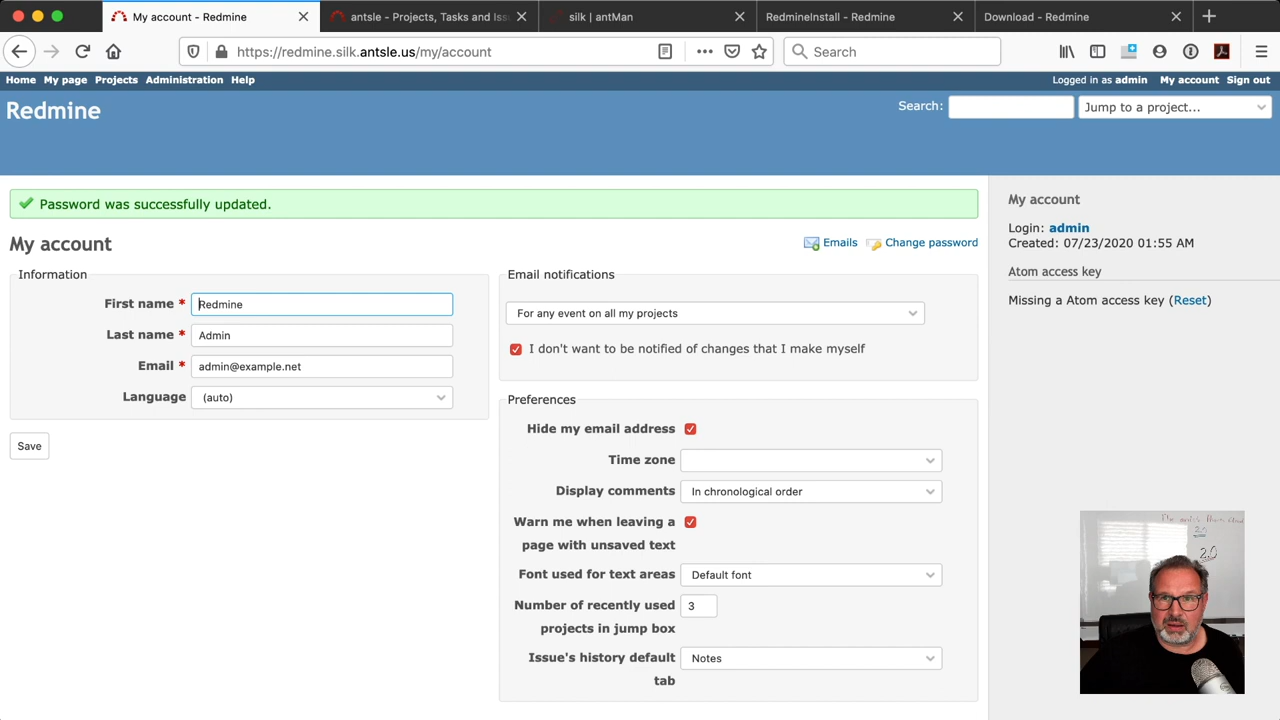 My account - Redmine
antsle - Projects, Tasks and Iss
silk | antMan
RedmineInstall - Redmine
Download - Redmine
https://redmine.silk.antsle.us/my/account
Search
Home My page Projects Administration Help
Logged in as admin My account Sign out
Redmine
Search:
Jump to a project...
Password was successfully updated.
My account
Emails
Change password
Information
First name * Redmine
Last name * Admin
Email * admin@example.net
Language (auto)
Save
Email notifications
For any event on all my projects
I don't want to be notified of changes that I make myself
Preferences
Hide my email address
Time zone
Display comments In chronological order
Warn me when leaving a
page with unsaved text
Font used for text areas Default font
Number of recently used 3
projects in jump box
Issue's history default Notes
tab
My account
Login: admin
Created: 07/23/2020 01:55 AM
Atom access key
Missing a Atom access key (Reset)
2.0